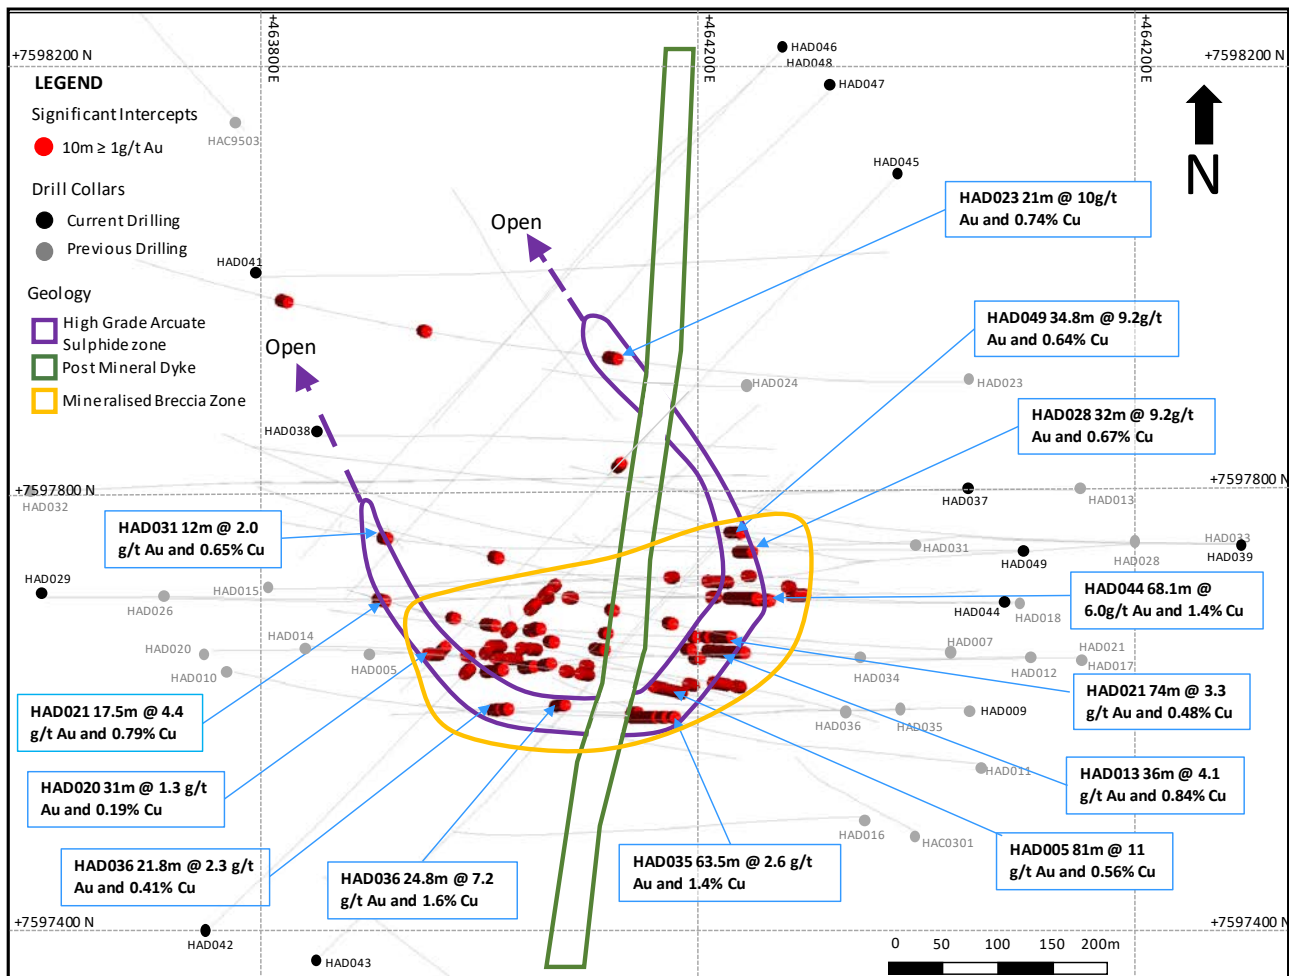 +463800E
+464200E
+464200E
+7598200 N
+7598200 N
LEGEND
Significant Intercepts
10m ≥ 1g/t Au
Drill Collars
Current Drilling
Previous Drilling
Geology
High Grade Arcuate
Sulphide zone
Post Mineral Dyke
Mineralised Breccia Zone
HAC9503
HAD046
HAD048
HAD047
HAD045
N
Open
HAD041
Open
HAD023 21m @ 10g/t
Au and 0.74% Cu
HAD049 34.8m @ 9.2g/t
Au and 0.64% Cu
HAD024
HAD023
HAD028 32m @ 9.2g/t
Au and 0.67% Cu
HAD038
+7597800 N
+7597800 N
HAD032
HAD037
HAD013
HAD031 12m @ 2.0
g/t Au and 0.65% Cu
HAD031
HAD049
HAD028
HAD033
HAD039
HAD029
HAD026
HAD015
HAD044 68.1m @
6.0g/t Au and 1.4% Cu
HAD044
HAD018
HAD014
HAD020
HAD010
HAD005
HAD007
HAD034
HAD012
HAD021
HAD017
HAD021 17.5m @ 4.4
g/t Au and 0.79% Cu
HAD021 74m @ 3.3
g/t Au and 0.48% Cu
HAD036
HAD035
HAD009
HAD011
HAD020 31m @ 1.3 g/t
Au and 0.19% Cu
HAD013 36m @ 4.1
g/t Au and 0.84% Cu
HAD016
HAC0301
HAD036 21.8m @ 2.3 g/t
Au and 0.41% Cu
HAD036 24.8m @ 7.2
g/t Au and 1.6% Cu
HAD035 63.5m @ 2.6 g/t
Au and 1.4% Cu
HAD005 81m @ 11
g/t Au and 0.56% Cu
+7597400 N
+7597400 N
HAD042
HAD043
0 50 100 150 200m